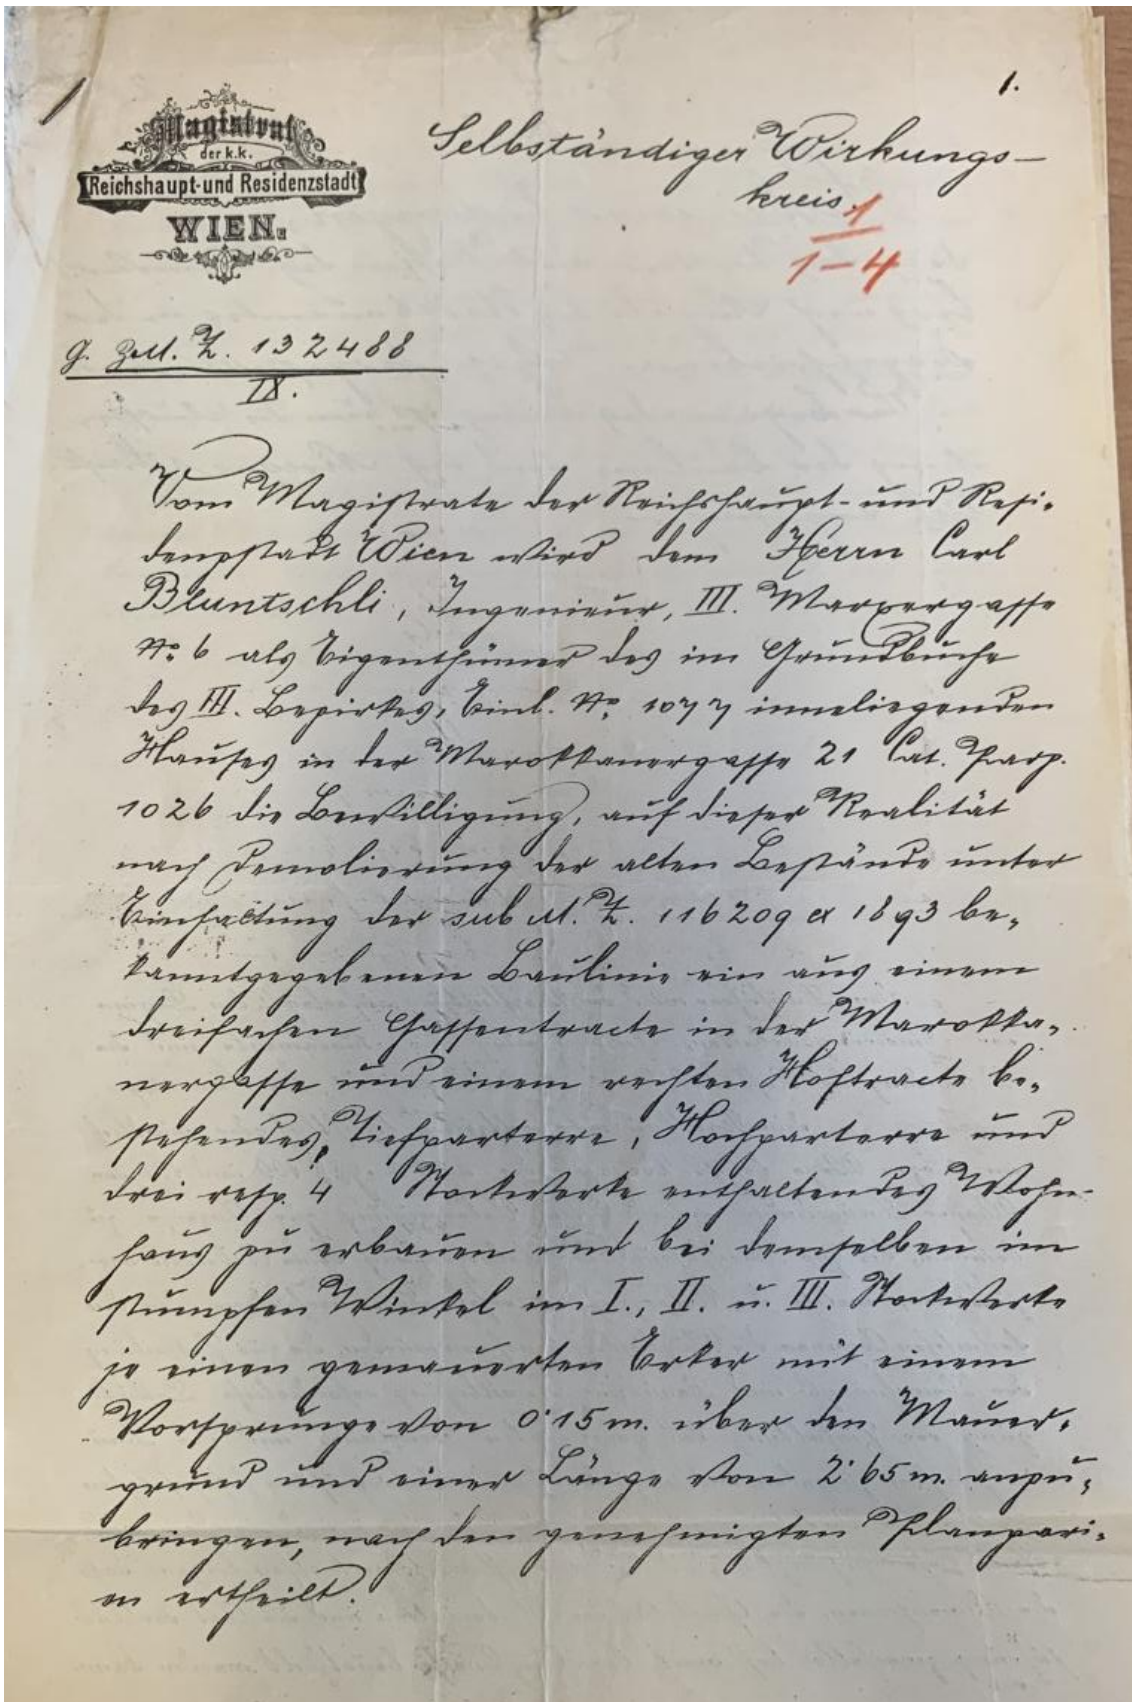 1.
Magistrat
der k.k.
Reichshaupt-und Residenzstadt
WIEN.
Selbständiger Wirkungs-
kreis.
1
1-4
G. Zall. Z. 132488
IX.
Vom Magistrate der Reichshaupt- und Resi-
denzstadt Wien wird dem Herrn Carl
Bluntschli, Ingenieur, III. Marxergasse
No. 6 als Eigenthümer des im Grundbuche
des III. Bezirkes, Einl. No. 1077 inneliegenden
Hauses in der Marokkanergasse 21 Cat. Parz.
1026 die Bewilligung, auf dieser Realität
nach Demolierung der alten Bestände unter
Einhaltung der sub M. Z. 116209 ex 1893 be-
kanntgegebenen Baulinie ein aus einem
dreifachen Gassentracte in der Marokka-
nergasse und einem rechten Hoftracte be-
stehendes, Tiefparterre, Hochparterre und
drei resp. 4 Stockwerke enthaltendes Wohn-
haus zu erbauen und bei demselben im
stumpfen Winkel im I., II. u. III. Stockwerke
je einen gemauerten Erker mit einem
Vorsprunge von 0·15 m. über den Mauer-
grund und einer Länge von 2·65 m. anzu-
bringen, nach den genehmigten Planpari-
en ertheilt.